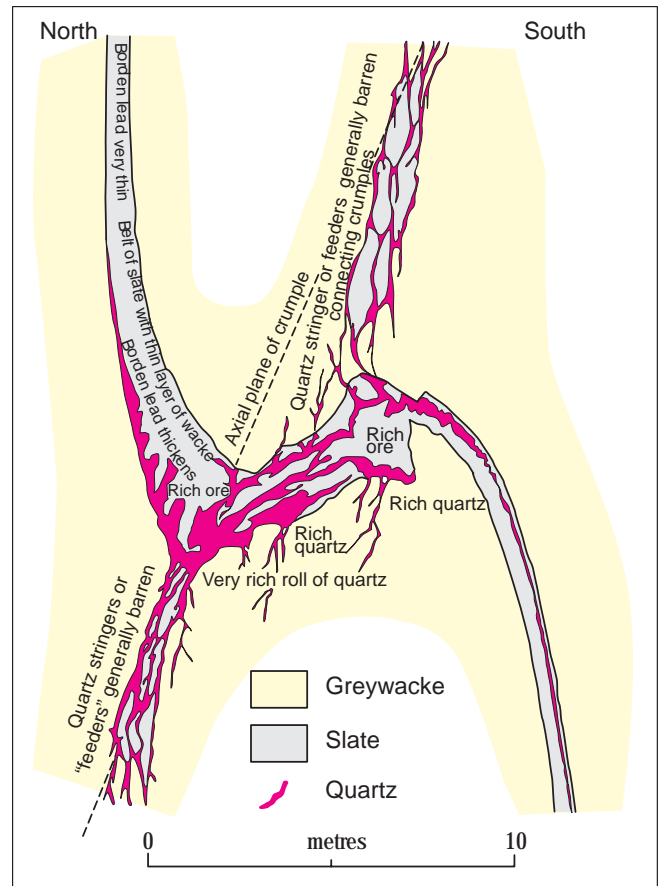 North
South
Borden lead very thin
Belt of slate with thin layer of wacke
Borden lead thickens
Axial plane of crumple
Quartz stringer or feeders generally barren
connecting crumples
Rich ore
Rich
ore
Rich quartz
Rich
quartz
Very rich roll of quartz
Quartz stringers or
“feeders” generally barren
Greywacke
Slate
Quartz
0
metres
10